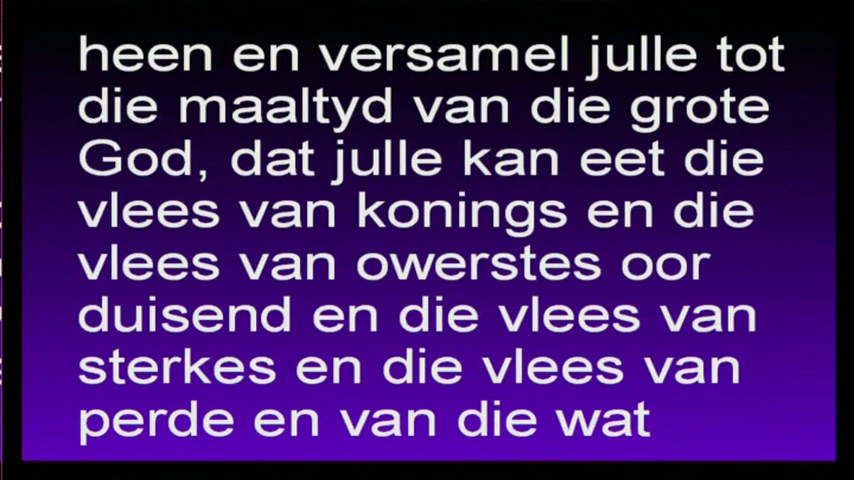 heen en versamel julle tot
die maaltyd van die grote
God, dat julle kan eet die
vlees van konings en die
vlees van owerstes oor
duisend en die vlees van
sterkes en die vlees van
perde en van die wat